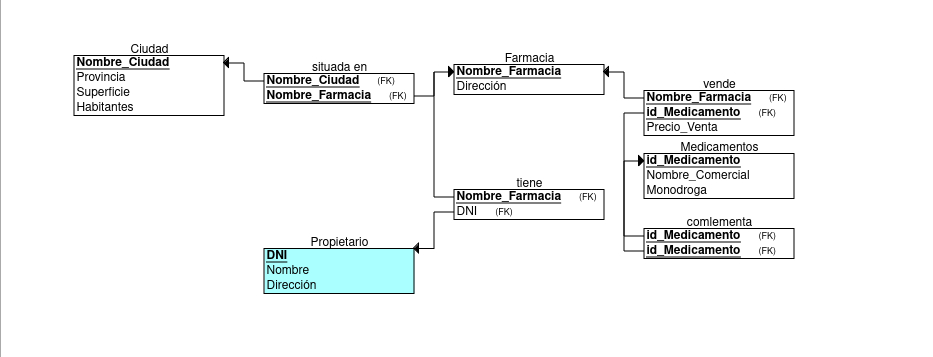 Ciudad
Nombre_Ciudad
Provincia
Superficie
Habitantes
situada en
Nombre_Ciudad (FK)
Nombre_Farmacia (FK)
Farmacia
Nombre_Farmacia
Dirección
vende
Nombre_Farmacia (FK)
id_Medicamento (FK)
Precio_Venta
Medicamentos
id_Medicamento
Nombre_Comercial
Monodroga
tiene
Nombre_Farmacia (FK)
DNI (FK)
comlementa
id_Medicamento (FK)
id_Medicamento (FK)
Propietario
DNI
Nombre
Dirección